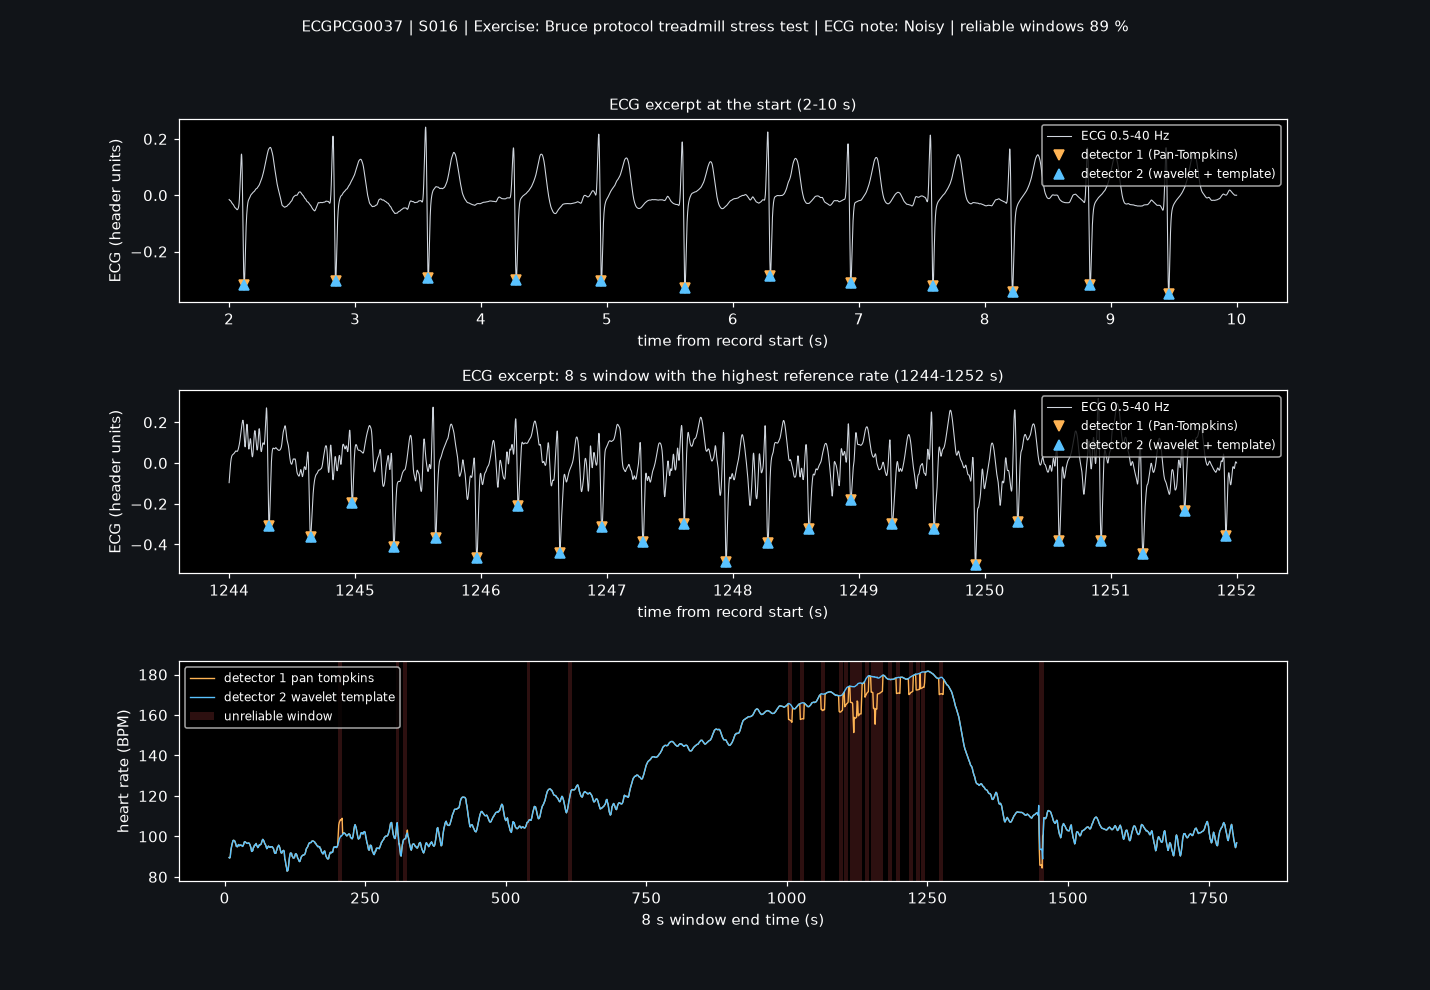 ECGPCG0037 | S016 | Exercise: Bruce protocol treadmill stress test | ECG note: Noisy | reliable windows 89 %
ECG excerpt at the start (2-10 s)
ECG (header units)
0.2
0.0
−0.2
ECG 0.5-40 Hz
detector 1 (Pan-Tompkins)
detector 2 (wavelet + template)
2 3 4 5 6 7 8 9 10
time from record start (s)
ECG excerpt: 8 s window with the highest reference rate (1244-1252 s)
ECG (header units)
0.2
0.0
−0.2
−0.4
ECG 0.5-40 Hz
detector 1 (Pan-Tompkins)
detector 2 (wavelet + template)
1244 1245 1246 1247 1248 1249 1250 1251 1252
time from record start (s)
heart rate (BPM)
180
160
140
120
100
80
detector 1 pan tompkins
detector 2 wavelet template
unreliable window
0 250 500 750 1000 1250 1500 1750
8 s window end time (s)